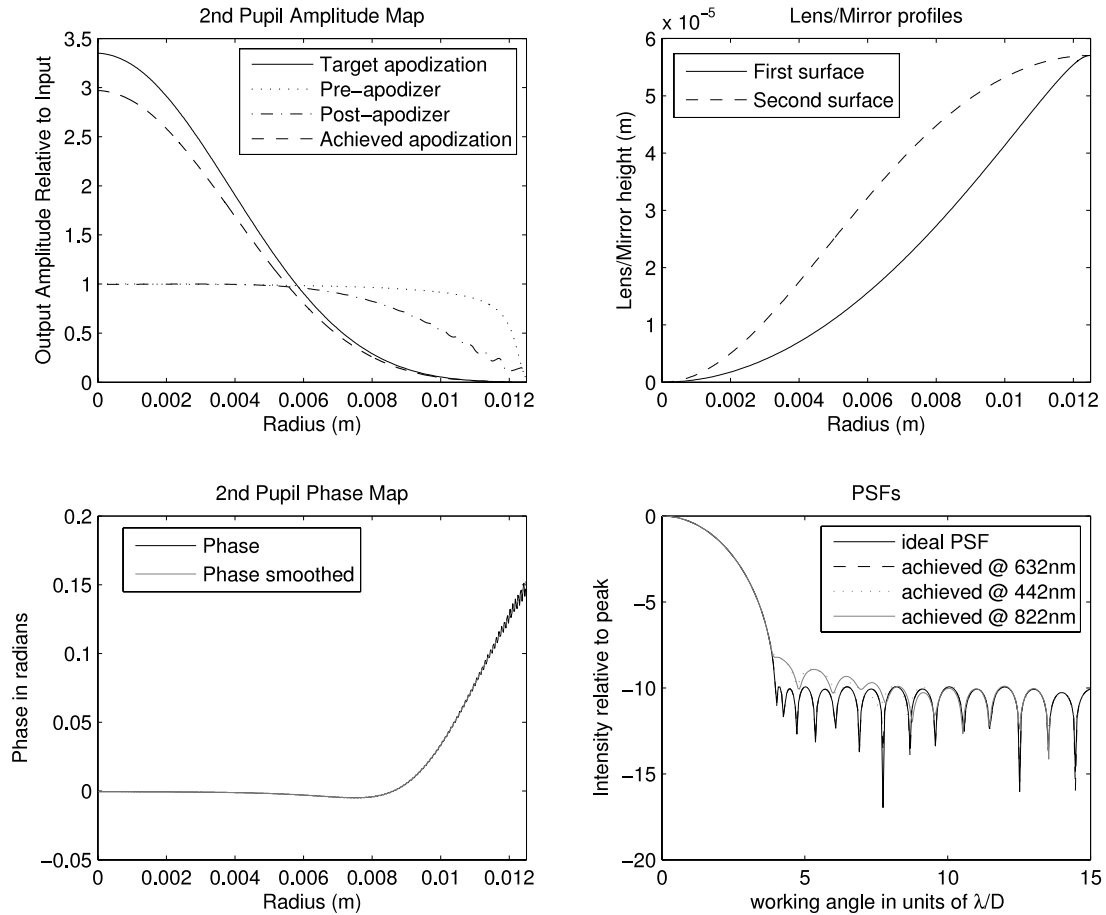 2nd Pupil Amplitude Map
3.5
3
2.5
2
1.5
1
0.5
0
Output Amplitude Relative to Input
Target apodization
Pre−apodizer
Post−apodizer
Achieved apodization
0 0.002 0.004 0.006 0.008 0.01 0.012
Radius (m)
Lens/Mirror profiles
x 10⁻⁵
6
5
4
3
2
1
0
Lens/Mirror height (m)
First surface
Second surface
0 0.002 0.004 0.006 0.008 0.01 0.012
Radius (m)
2nd Pupil Phase Map
0.2
0.15
0.1
0.05
0
−0.05
Phase in radians
Phase
Phase smoothed
0 0.002 0.004 0.006 0.008 0.01 0.012
Radius (m)
PSFs
0
−5
−10
−15
−20
Intensity relative to peak
ideal PSF
achieved @ 632nm
achieved @ 442nm
achieved @ 822nm
0 5 10 15
working angle in units of λ/D